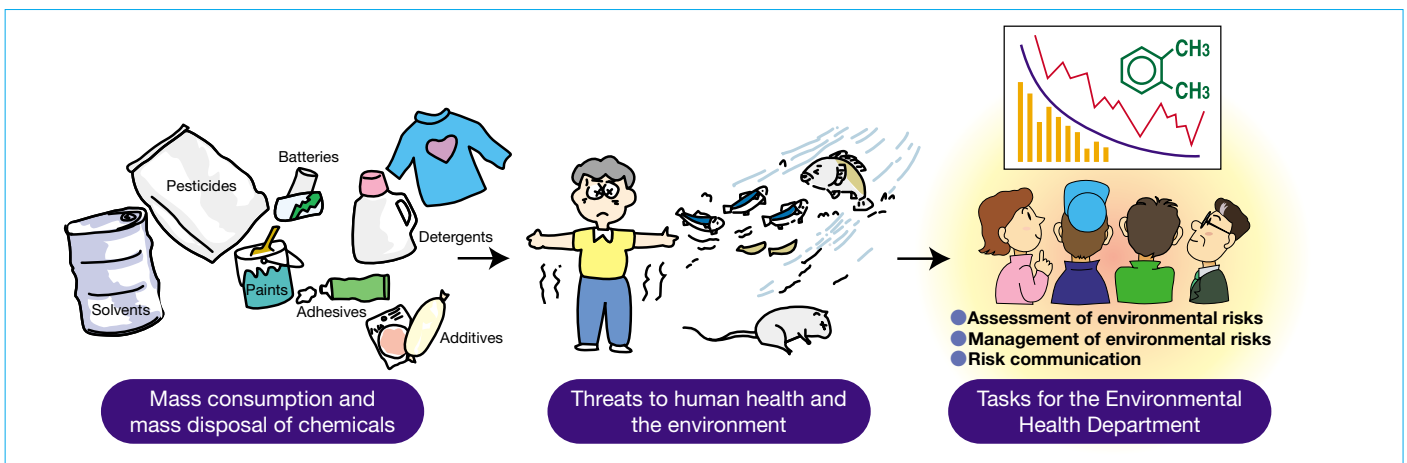 Pesticides
Batteries
Detergents
Solvents
Paints
Adhesives
Additives
Mass consumption and
mass disposal of chemicals
Threats to human health and
the environment
CH3
CH3
Assessment of environmental risks
Management of environmental risks
Risk communication
Tasks for the Environmental
Health Department